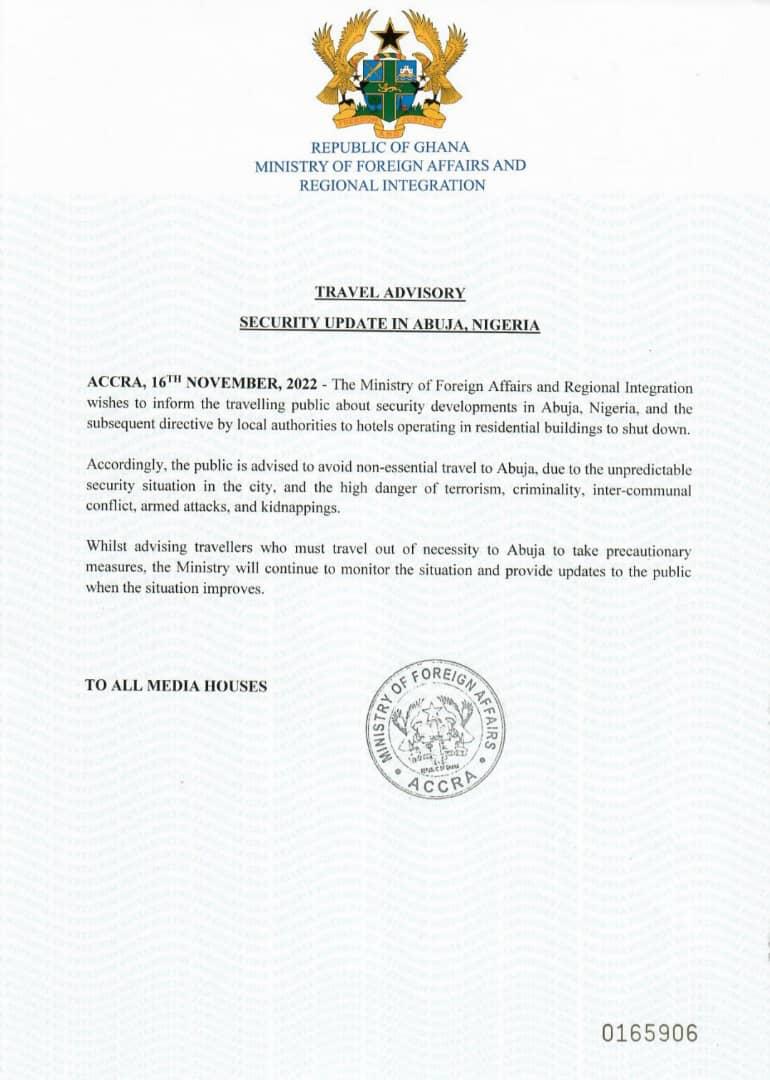 REPUBLIC OF GHANA
MINISTRY OF FOREIGN AFFAIRS AND
REGIONAL INTEGRATION
TRAVEL ADVISORY
SECURITY UPDATE IN ABUJA, NIGERIA
ACCRA, 16TH NOVEMBER, 2022 - The Ministry of Foreign Affairs and Regional Integration
wishes to inform the travelling public about security developments in Abuja, Nigeria, and the
subsequent directive by local authorities to hotels operating in residential buildings to shut down.
Accordingly, the public is advised to avoid non-essential travel to Abuja, due to the unpredictable
security situation in the city, and the high danger of terrorism, criminality, inter-communal
conflict, armed attacks, and kidnappings.
Whilst advising travellers who must travel out of necessity to Abuja to take precautionary
measures, the Ministry will continue to monitor the situation and provide updates to the public
when the situation improves.
TO ALL MEDIA HOUSES
MINISTRY OF FOREIGN AFFAIRS
ACCRA
0165906